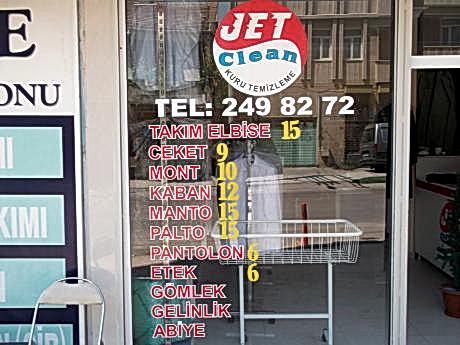 JET
Clean
KURU TEMİZLEME
TEL: 249 82 72
TAKIM ELBİSE 15
CEKET 9
MONT 10
KABAN 12
MANTO 15
PALTO 15
PANTOLON 6
ETEK 6
GÖMLEK
GELİNLİK
ABİYE
E
ONU